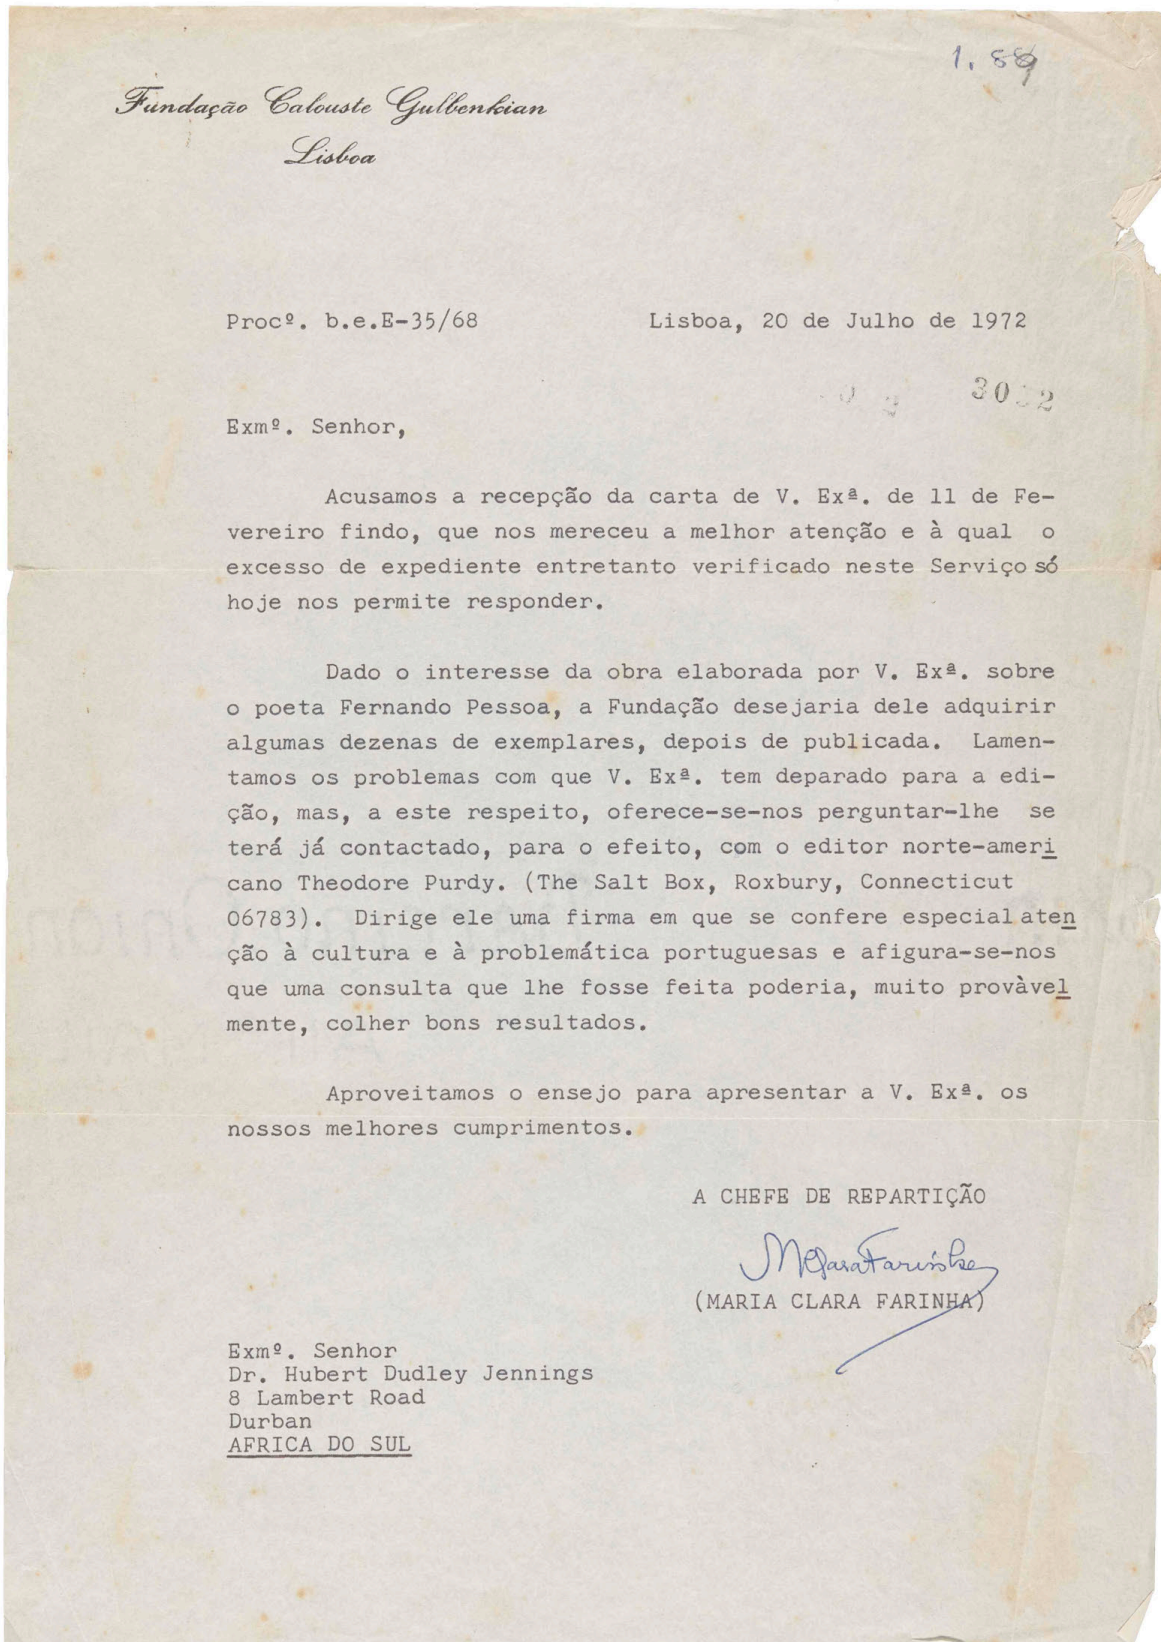 1. 89
Fundação Calouste Gulbenkian
Lisboa
Procº. b.e.E-35/68 Lisboa, 20 de Julho de 1972
Exmº. Senhor,
Acusamos a recepção da carta de V. Exª. de 11 de Fe-
vereiro findo, que nos mereceu a melhor atenção e à qual o
excesso de expediente entretanto verificado neste Serviço só
hoje nos permite responder.
Dado o interesse da obra elaborada por V. Exª. sobre
o poeta Fernando Pessoa, a Fundação desejaria dele adquirir
algumas dezenas de exemplares, depois de publicada. Lamen-
tamos os problemas com que V. Exª. tem deparado para a edi-
ção, mas, a este respeito, oferece-se-nos perguntar-lhe se
terá já contactado, para o efeito, com o editor norte-ameri
cano Theodore Purdy. (The Salt Box, Roxbury, Connecticut
06783). Dirige ele uma firma em que se confere especial aten
ção à cultura e à problemática portuguesas e afigura-se-nos
que uma consulta que lhe fosse feita poderia, muito provàvel
mente, colher bons resultados.
Aproveitamos o ensejo para apresentar a V. Exª. os
nossos melhores cumprimentos.
A CHEFE DE REPARTIÇÃO
MClara Farinha
(MARIA CLARA FARINHA)
Exmº. Senhor
Dr. Hubert Dudley Jennings
8 Lambert Road
Durban
AFRICA DO SUL